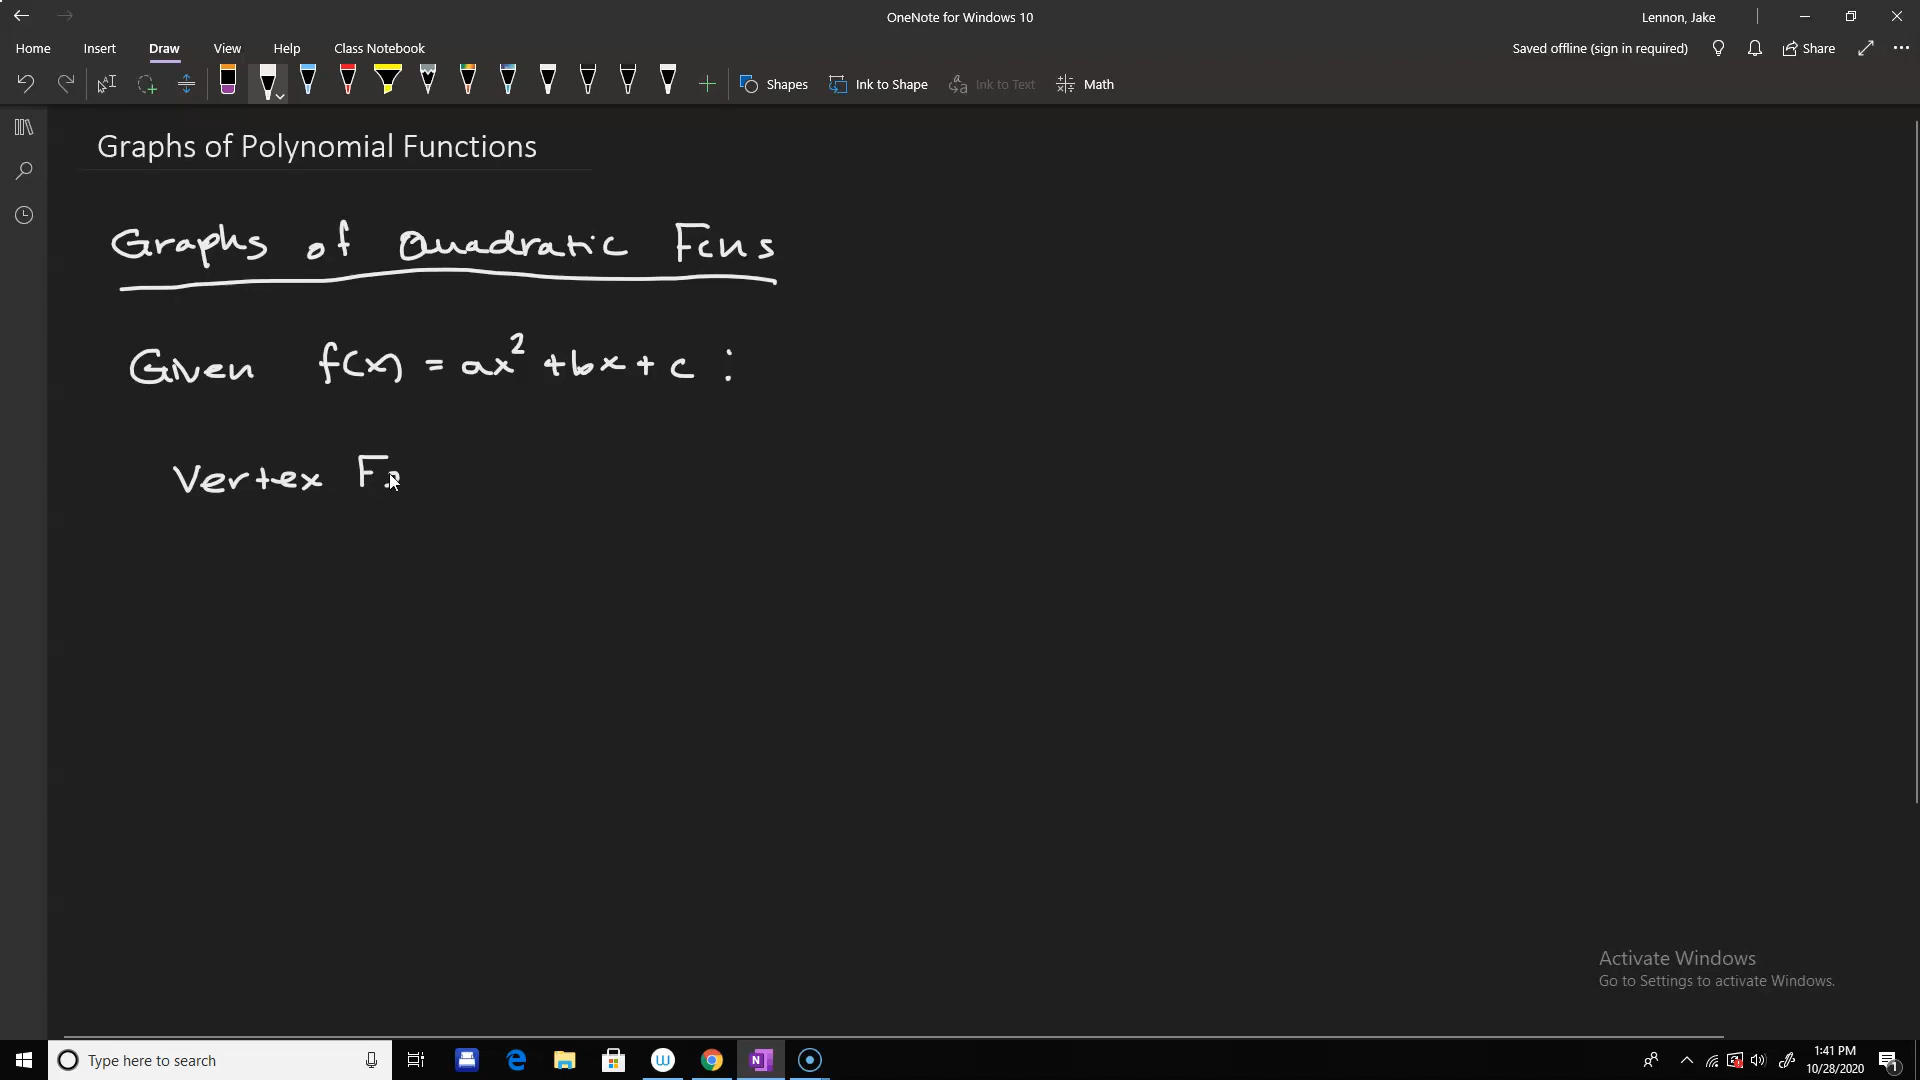 OneNote for Windows 10
Lennon, Jake
Home Insert Draw View Help Class Notebook
Saved offline (sign in required) Share
Shapes Ink to Shape Ink to Text Math
Graphs of Polynomial Functions
Graphs of Quadratic Fcns
Given f(x) = ax² + bx + c :
Vertex
Activate Windows
Go to Settings to activate Windows.
Type here to search
1:41 PM
10/28/2020